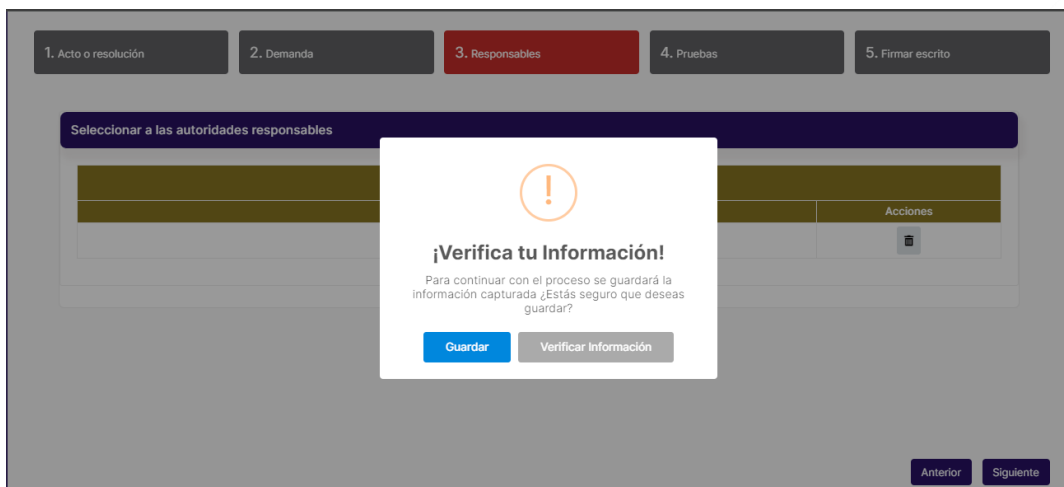 1. Acto o resolución
2. Demanda
3. Responsables
4. Pruebas
5. Firmar escrito
Seleccionar a las autoridades responsables
Acciones
¡Verifica tu Información!
Para continuar con el proceso se guardará la
información capturada ¿Estás seguro que deseas
guardar?
Guardar
Verificar Información
Anterior
Siguiente